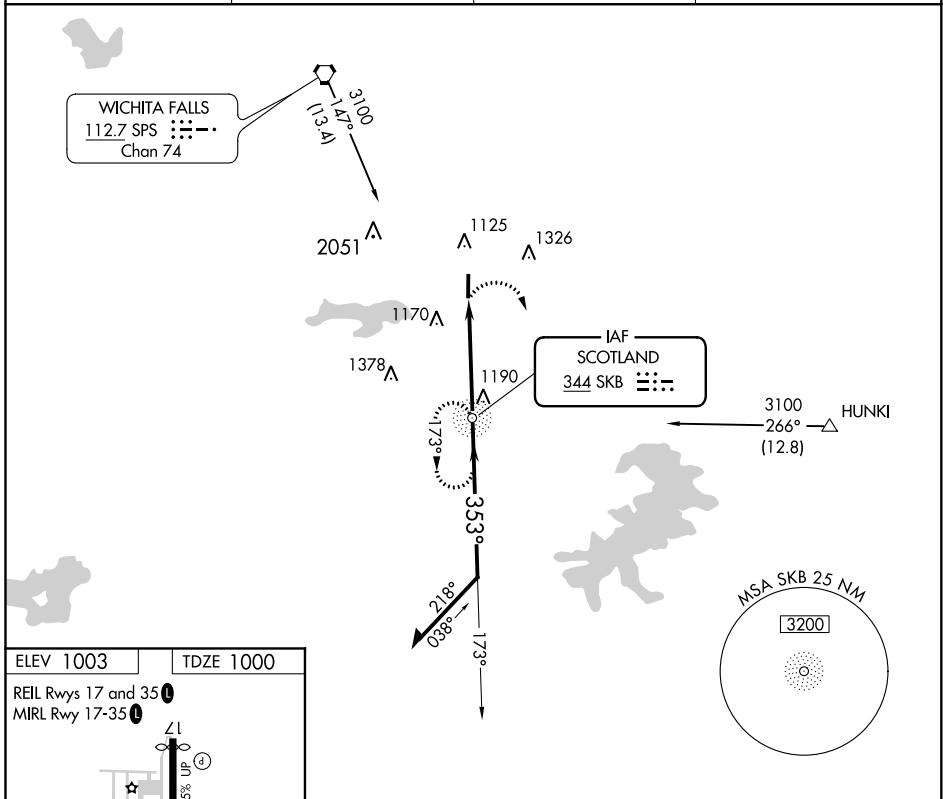 WICHITA FALLS
112.7 SPS
Chan 74
3100
147°
(13.4)
2051
1125
1326
1170
1378
1190
IAF
SCOTLAND
344 SKB
3100
266°
(12.8)
HUNKI
173°
353°
218°
038°
173°
MSA SKB 25 NM
3200
ELEV 1003
TDZE 1000
REIL Rwys 17 and 35 L
MIRL Rwy 17-35 L
17
P
UP